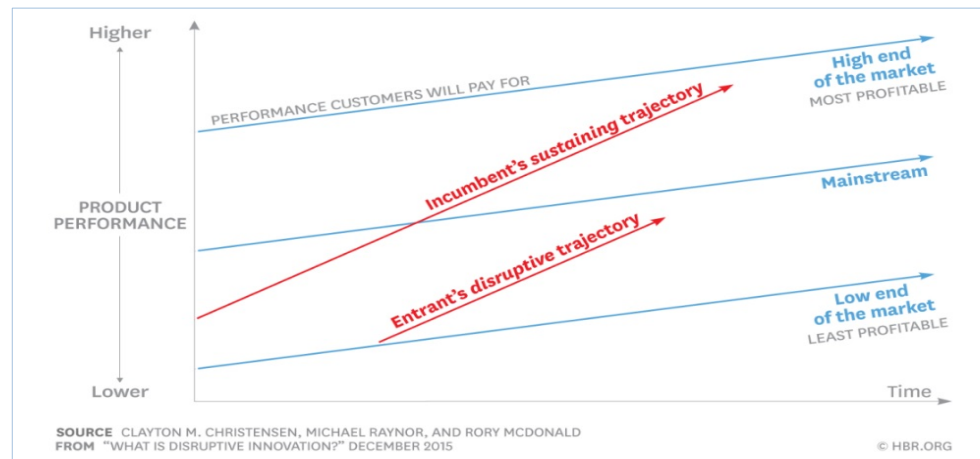 Higher
PERFORMANCE CUSTOMERS WILL PAY FOR
High end
of the market
MOST PROFITABLE
Incumbent's sustaining trajectory
Mainstream
PRODUCT
PERFORMANCE
Entrant's disruptive trajectory
Low end
of the market
LEAST PROFITABLE
Lower
Time
SOURCE CLAYTON M. CHRISTENSEN, MICHAEL RAYNOR, AND RORY MCDONALD
FROM “WHAT IS DISRUPTIVE INNOVATION?” DECEMBER 2015
© HBR.ORG